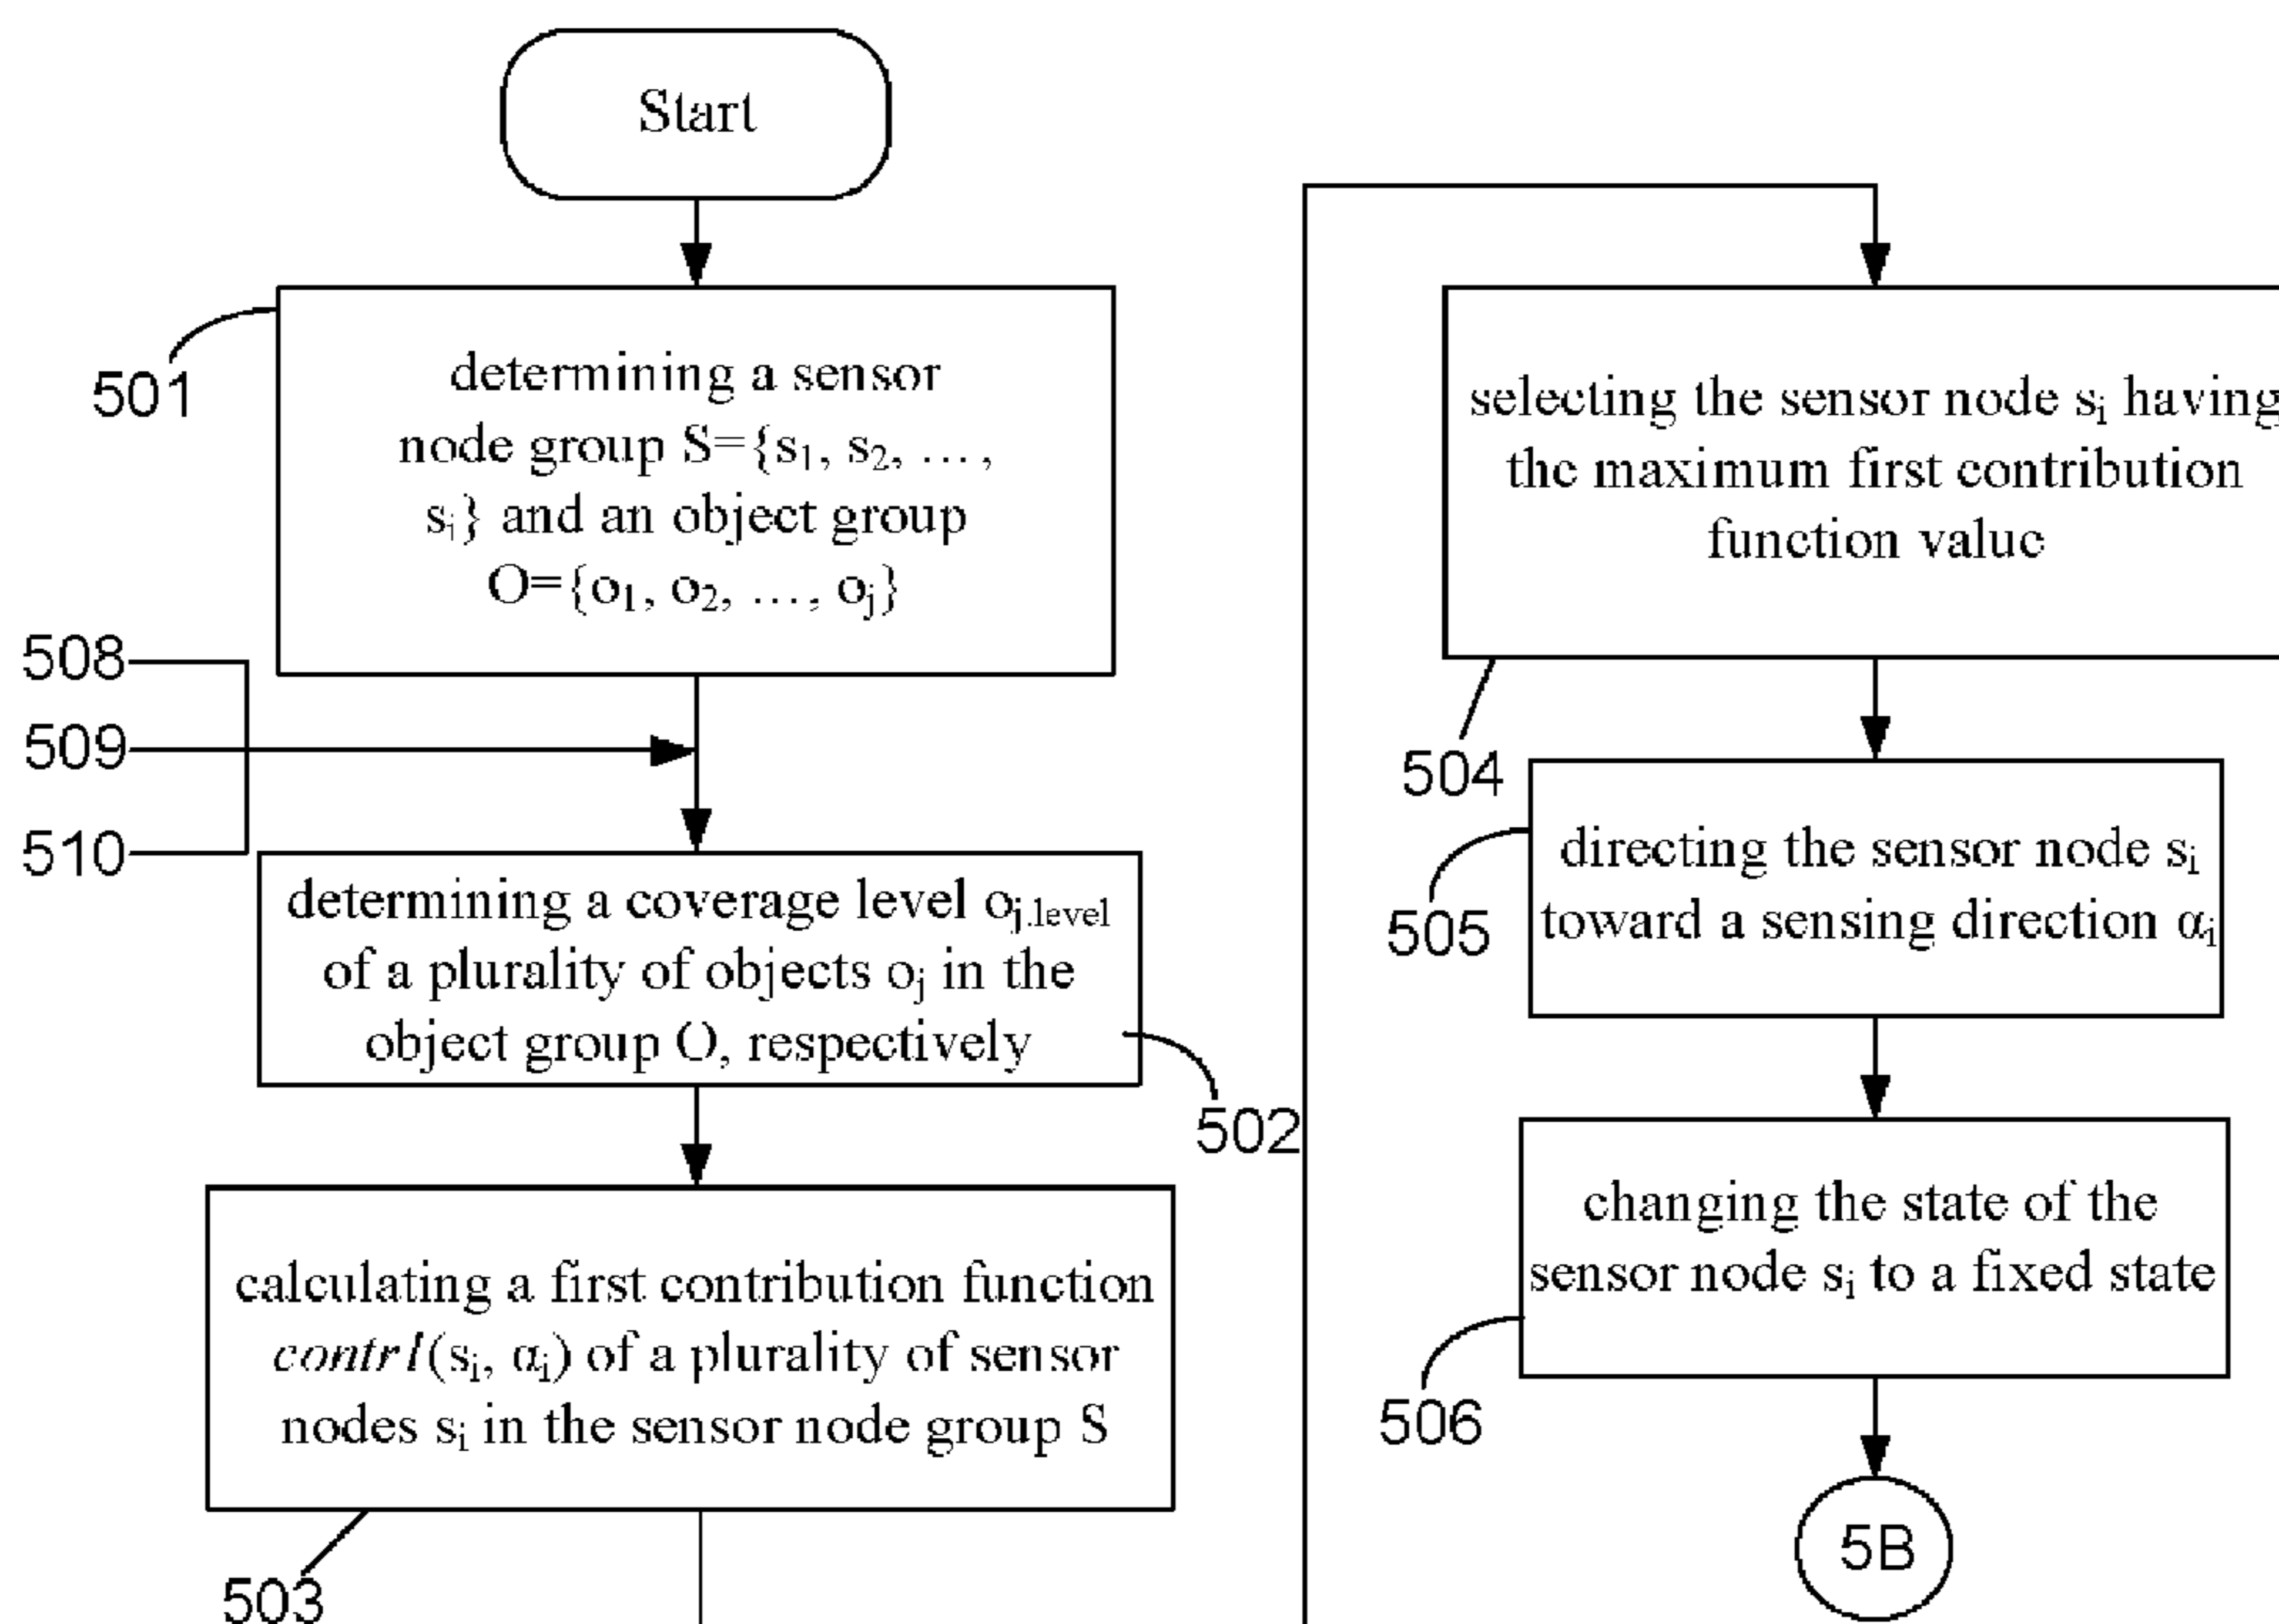 Start
501
determining a sensor
node group S={s₁, s₂, …,
sᵢ} and an object group
O={o₁, o₂, …, oⱼ}
508
509
510
determining a coverage level oⱼ.level
of a plurality of objects oⱼ in the
object group O, respectively
502
calculating a first contribution function
contrI(sᵢ, αᵢ) of a plurality of sensor
nodes sᵢ in the sensor node group S
503
selecting the sensor node sᵢ having
the maximum first contribution
function value
504
directing the sensor node sᵢ
toward a sensing direction αᵢ
505
changing the state of the
sensor node sᵢ to a fixed state
506
5B